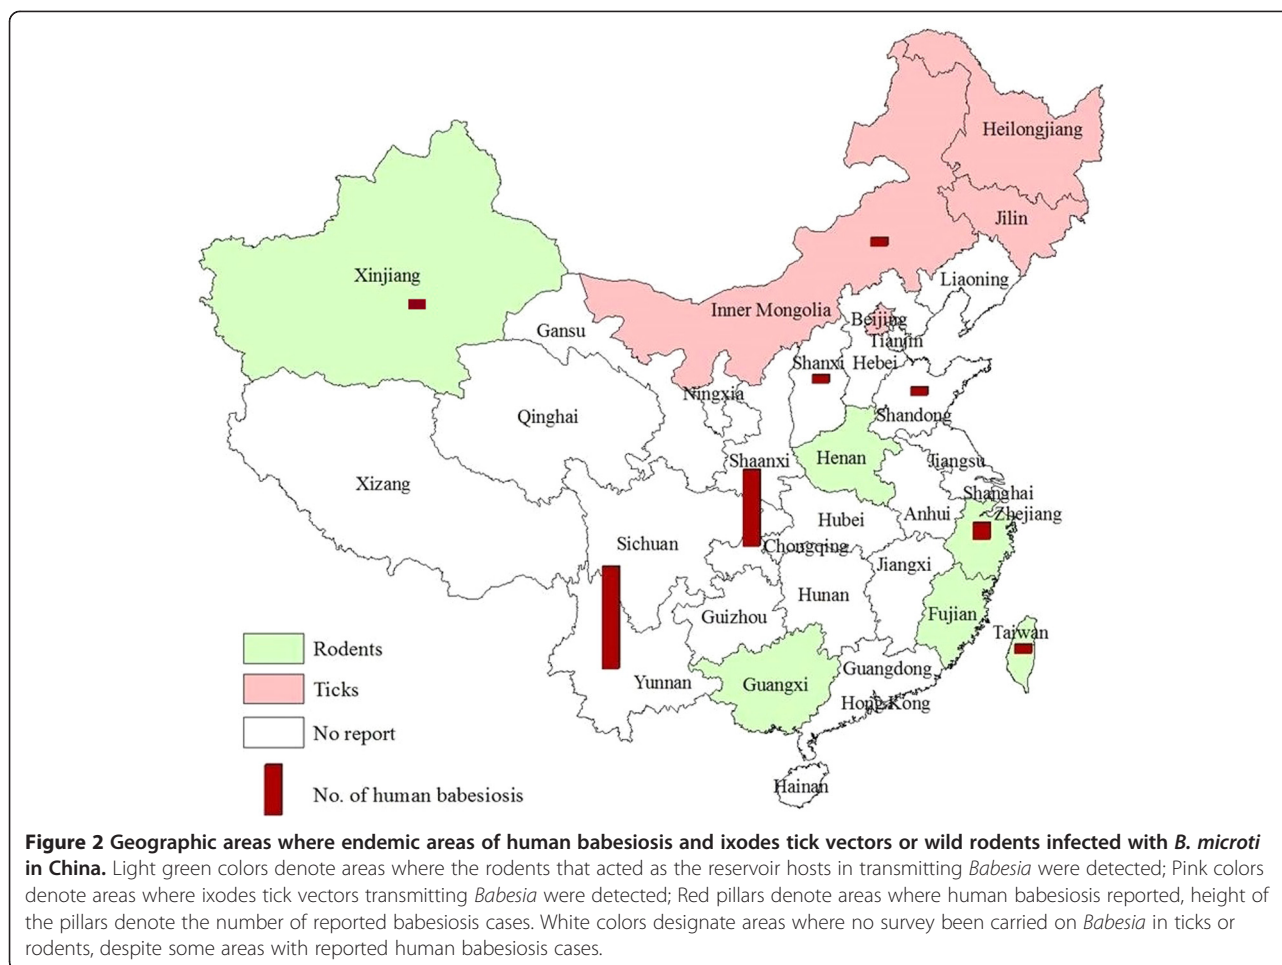 Heilongjiang
Jilin
Xinjiang
Liaoning
Inner Mongolia
Beijing
Gansu
Tianjin
Shanxi
Hebei
Ningxia
Qinghai
Shandong
Shaanxi
Henan
Jiangsu
Xizang
Shanghai
Anhui
Zhejiang
Hubei
Sichuan
Chongqing
Jiangxi
Hunan
Guizhou
Fujian
Taiwan
Guangdong
Yunnan
Guangxi
Hong Kong
Hainan
Rodents
Ticks
No report
No. of human babesiosis
Figure 2 Geographic areas where endemic areas of human babesiosis and ixodes tick vectors or wild rodents infected with B. microti
in China. Light green colors denote areas where the rodents that acted as the reservoir hosts in transmitting Babesia were detected; Pink colors
denote areas where ixodes tick vectors transmitting Babesia were detected; Red pillars denote areas where human babesiosis reported, height of
the pillars denote the number of reported babesiosis cases. White colors designate areas where no survey been carried on Babesia in ticks or
rodents, despite some areas with reported human babesiosis cases.